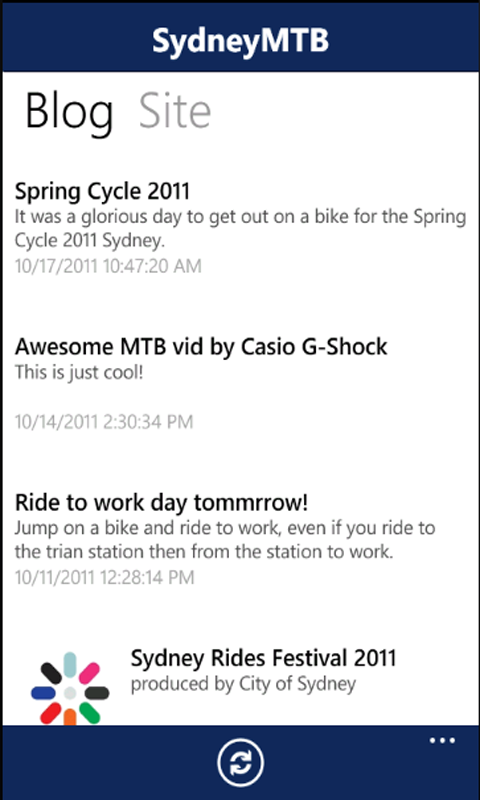 SydneyMTB
Blog Site
Spring Cycle 2011
It was a glorious day to get out on a bike for the Spring
Cycle 2011 Sydney.
10/17/2011 10:47:20 AM
Awesome MTB vid by Casio G-Shock
This is just cool!
10/14/2011 2:30:34 PM
Ride to work day tommrrow!
Jump on a bike and ride to work, even if you ride to
the trian station then from the station to work.
10/11/2011 12:28:14 PM
Sydney Rides Festival 2011
produced by City of Sydney